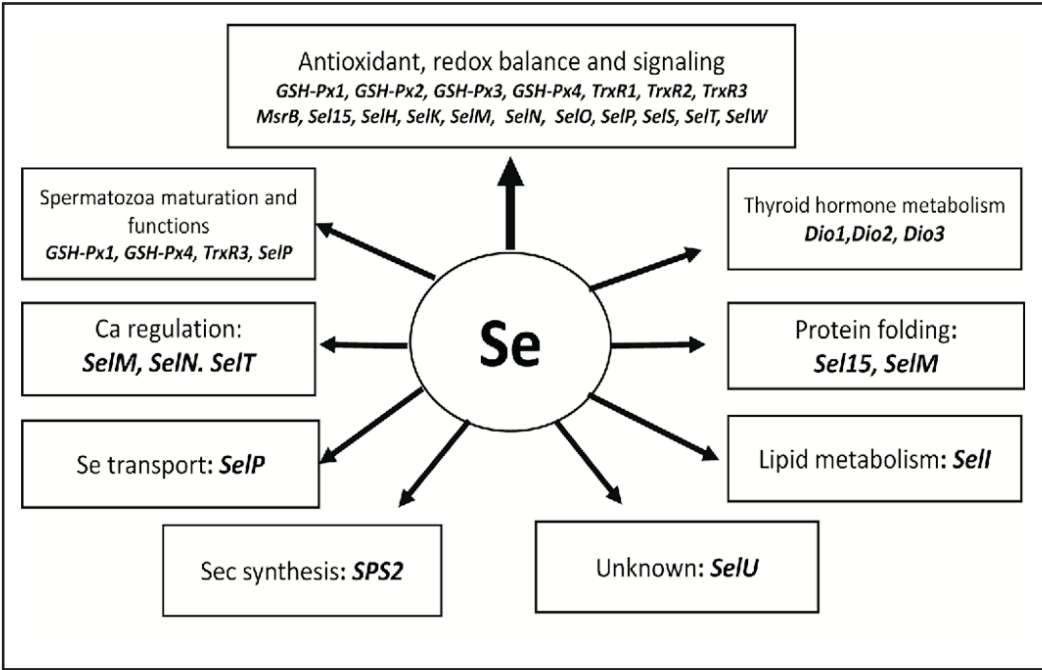 Antioxidant, redox balance and signaling
GSH-Px1, GSH-Px2, GSH-Px3, GSH-Px4, TrxR1, TrxR2, TrxR3
MsrB, Sel15, SelH, SelK, SelM, SelN, SelO, SelP, SelS, SelT, SelW
Spermatozoa maturation and
functions
GSH-Px1, GSH-Px4, TrxR3, SelP
Thyroid hormone metabolism
Dio1,Dio2, Dio3
Ca regulation:
SelM, SelN. SelT
Se
Protein folding:
Sel15, SelM
Se transport: SelP
Lipid metabolism: SelI
Sec synthesis: SPS2
Unknown: SelU